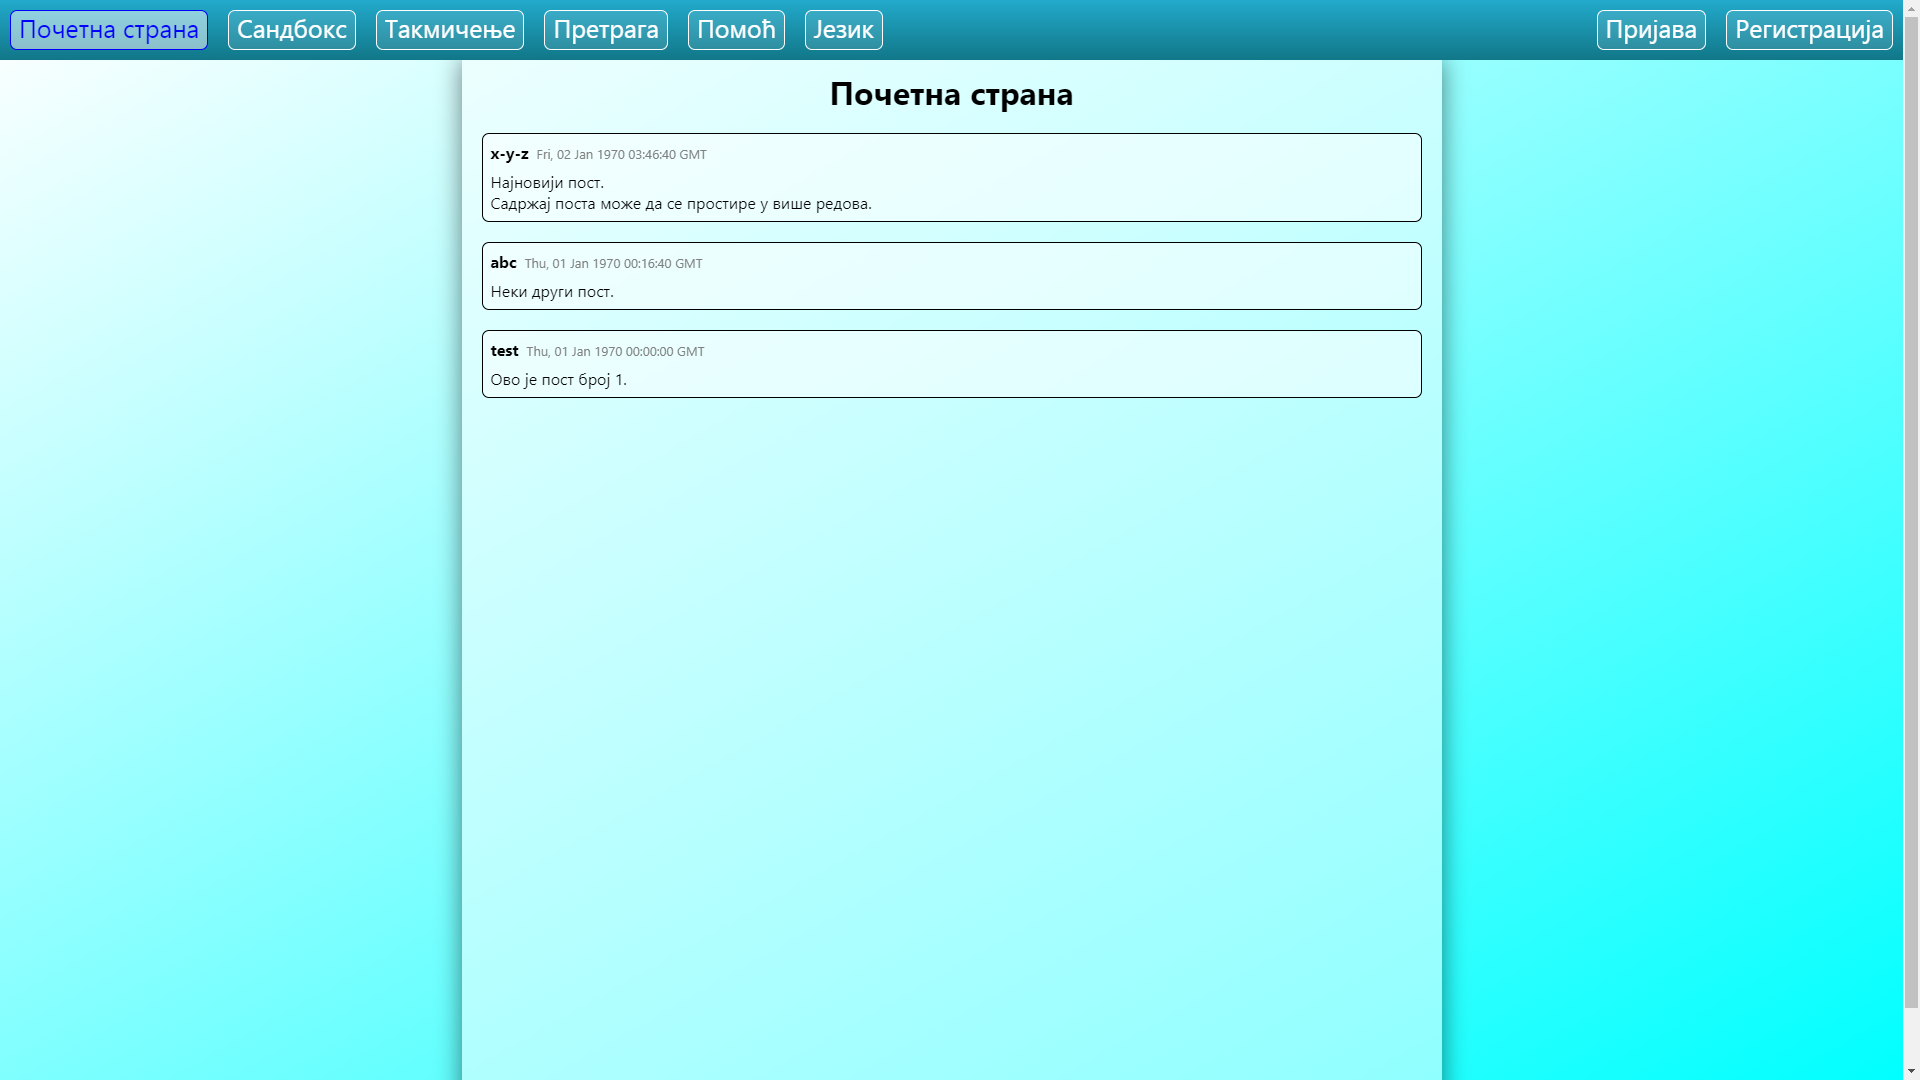 Почетна страна Сандбокс Такмичење Претрага Помоћ Језик Пријава Регистрација
Почетна страна
x-y-z Fri, 02 Jan 1970 03:46:40 GMT
Најновији пост.
Садржај поста може да се простире у више редова.
abc Thu, 01 Jan 1970 00:16:40 GMT
Неки други пост.
test Thu, 01 Jan 1970 00:00:00 GMT
Ово је пост број 1.